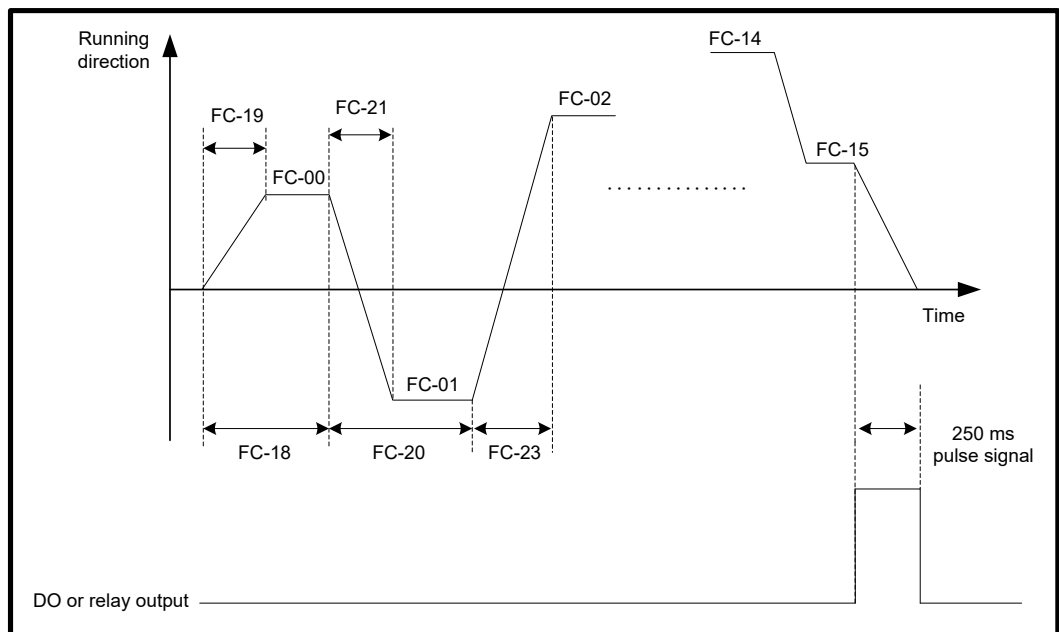 Running
direction
FC-14
FC-21
FC-02
FC-19
FC-15
FC-00
Time
FC-01
FC-18
FC-20
FC-23
250 ms
pulse signal
DO or relay output